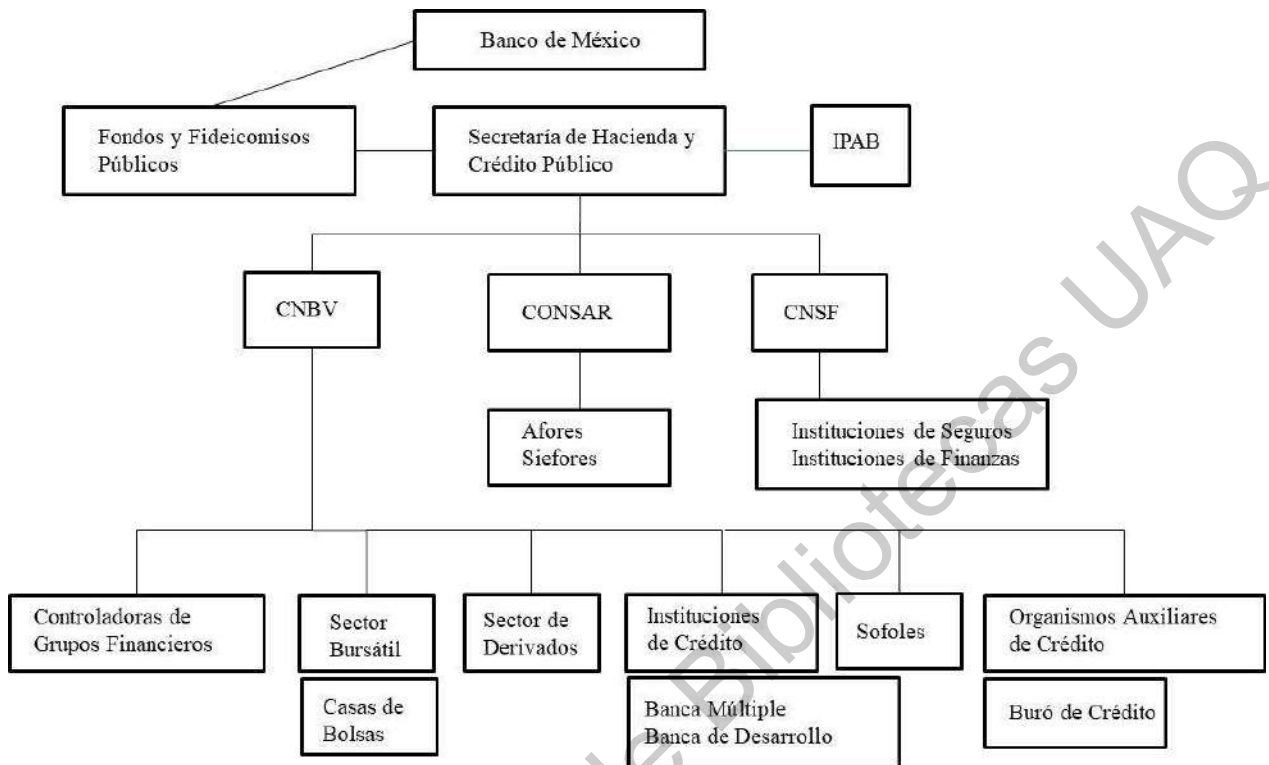 Banco de México
Fondos y Fideicomisos
Públicos
Secretaría de Hacienda y
Crédito Público
IPAB
CNBV
CONSAR
CNSF
Afores
Siefores
Instituciones de Seguros
Instituciones de Finanzas
Controladoras de
Grupos Financieros
Sector
Bursátil
Sector de
Derivados
Instituciones
de Crédito
Sofoles
Organismos Auxiliares
de Crédito
Casas de
Bolsas
Banca Múltiple
Banca de Desarrollo
Buró de Crédito
de Bibliotecas UAQ